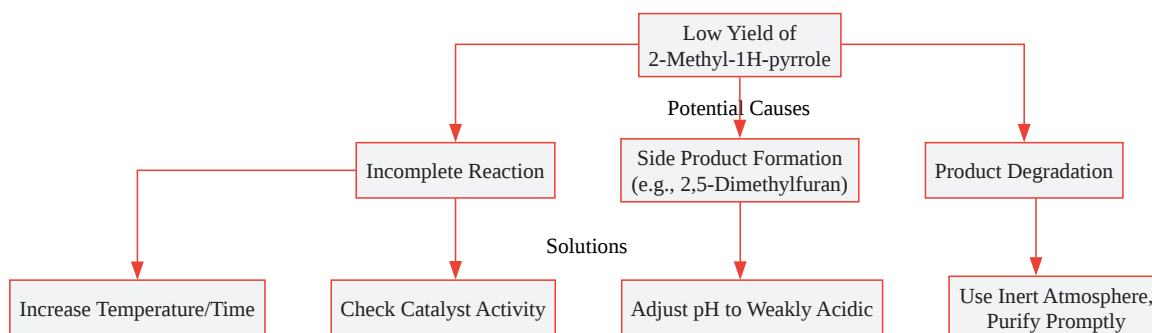 Low Yield of
2-Methyl-1H-pyrrole
Potential Causes
Incomplete Reaction
Side Product Formation
(e.g., 2,5-Dimethylfuran)
Product Degradation
Solutions
Increase Temperature/Time
Check Catalyst Activity
Adjust pH to Weakly Acidic
Use Inert Atmosphere,
Purify Promptly